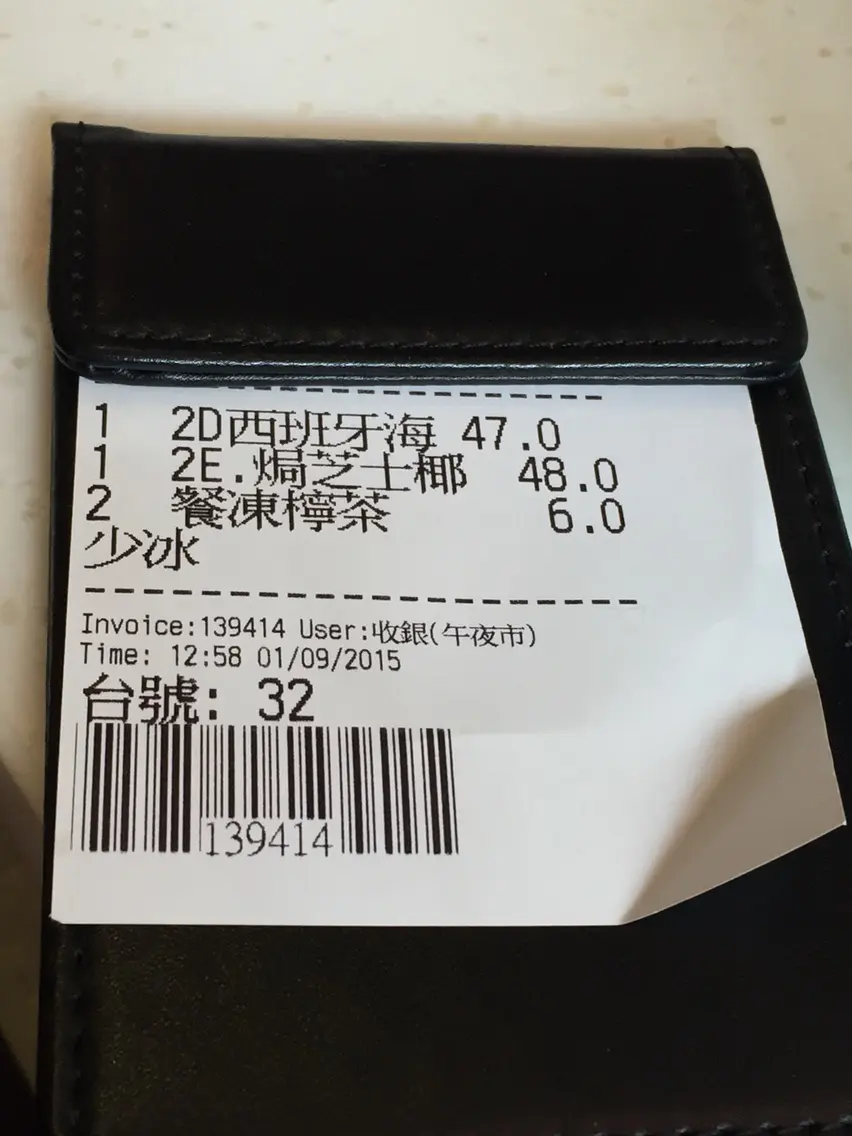 1 2D西班牙海 47.0
1 2E.焗芝士椰 48.0
2 餐凍檸茶 6.0
少冰
Invoice:139414 User:收銀(午夜市)
Time: 12:58 01/09/2015
台號: 32
139414